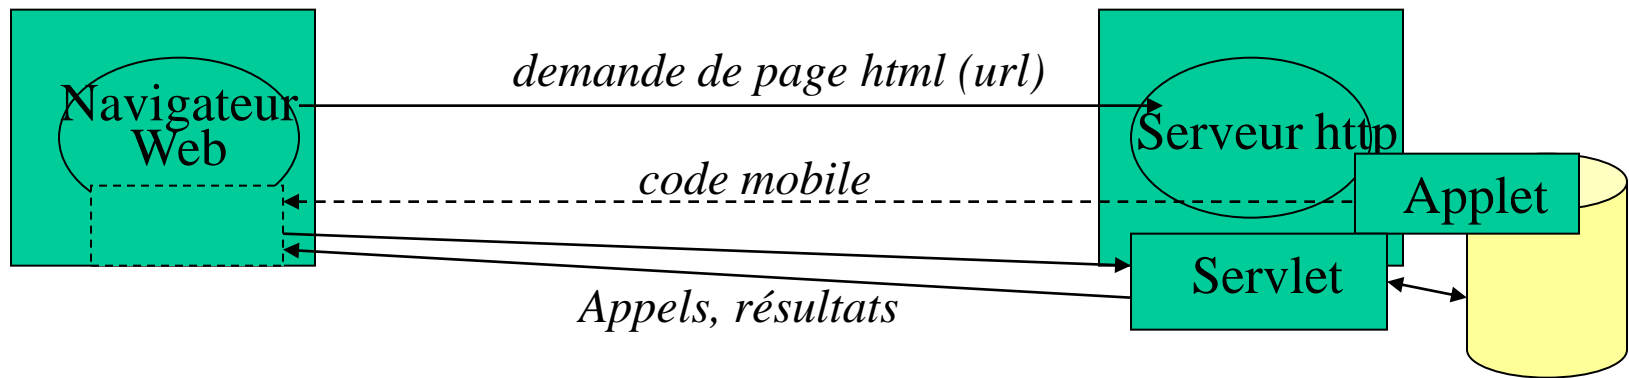 demande de page html (url)
Navigateur
Web
Serveur http
code mobile
Applet
Servlet
Appels, résultats